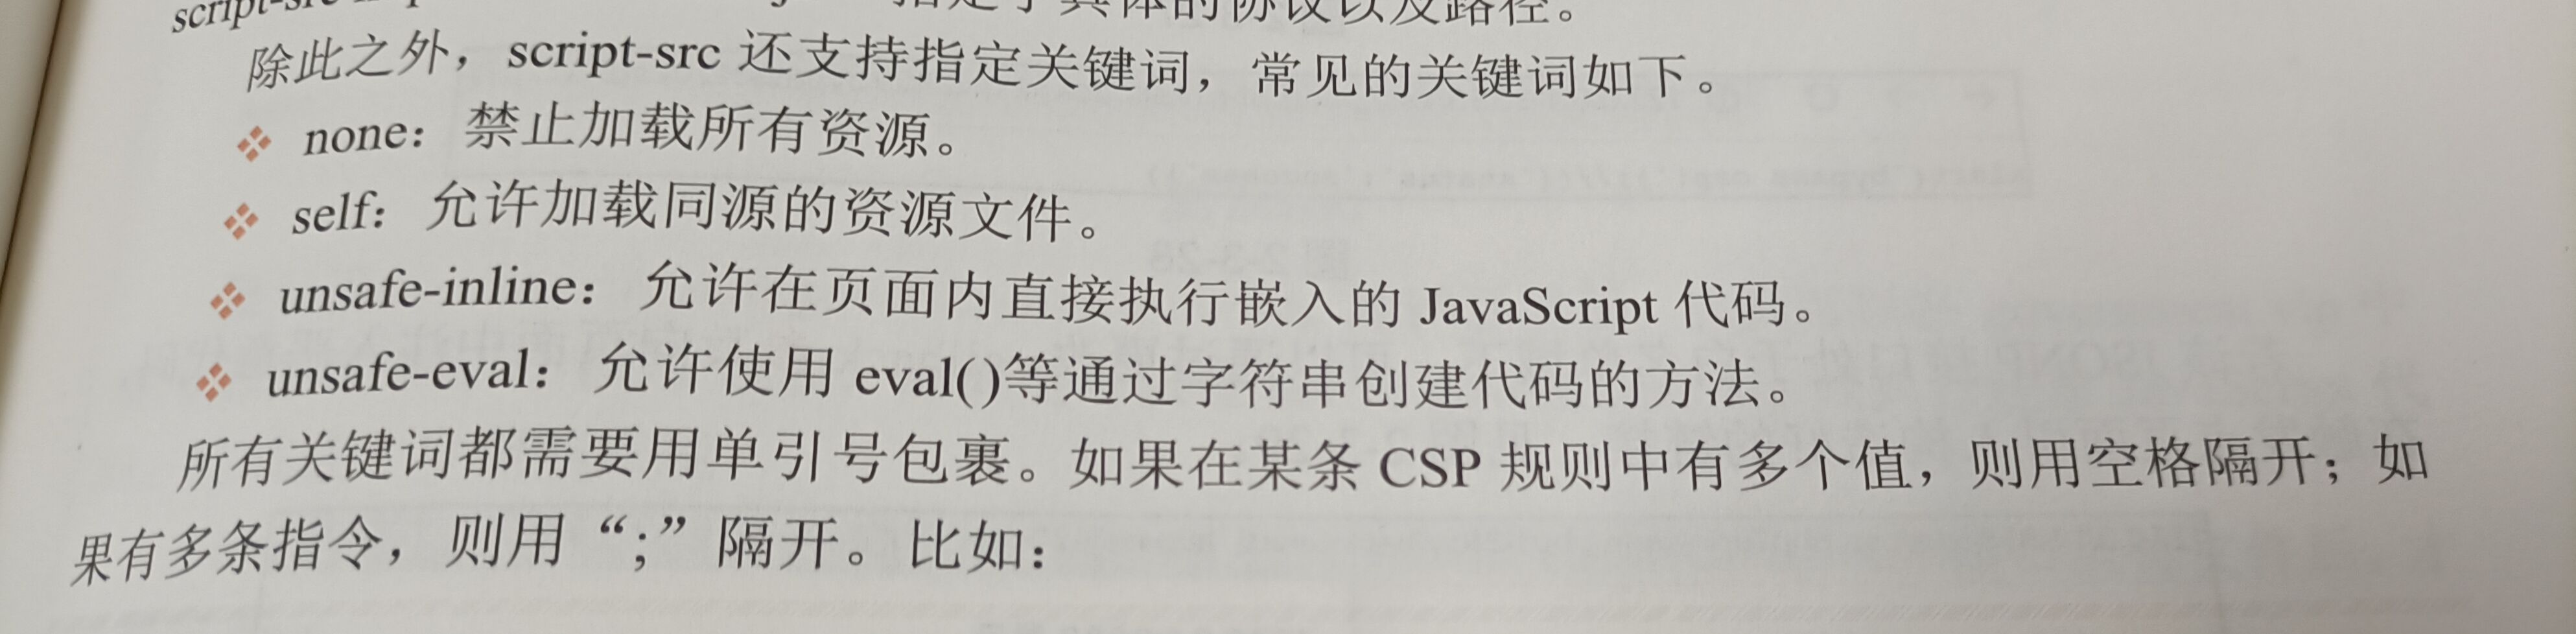 script-src
指定了具体的协议以及路径。
除此之外，script-src 还支持指定关键词，常见的关键词如下。
❖ none：禁止加载所有资源。
❖ self：允许加载同源的资源文件。
❖ unsafe-inline：允许在页面内直接执行嵌入的 JavaScript 代码。
❖ unsafe-eval：允许使用 eval()等通过字符串创建代码的方法。
所有关键词都需要用单引号包裹。如果在某条 CSP 规则中有多个值，则用空格隔开；如
果有多条指令，则用“;”隔开。比如：